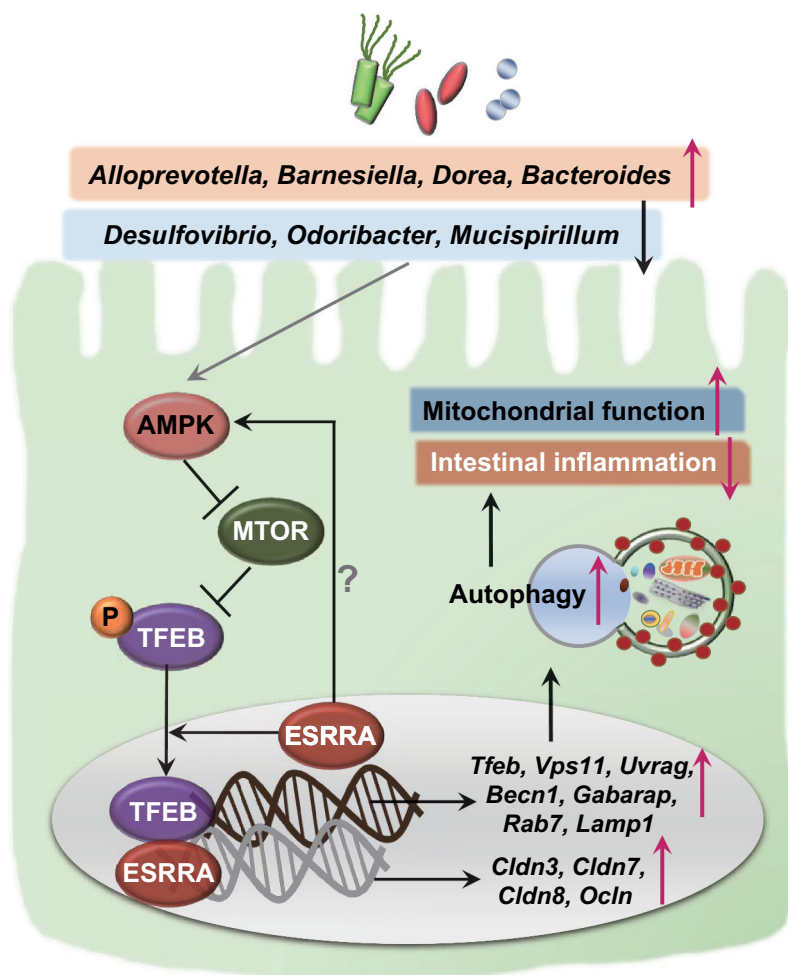 Alloprevotella, Barnesiella, Dorea, Bacteroides
Desulfovibrio, Odoribacter, Mucispirillum
AMPK
Mitochondrial function
Intestinal inflammation
MTOR
?
Autophagy
P
TFEB
ESRRA
TFEB
Tfeb, Vps11, Uvrag,
Becn1, Gabarap,
Rab7, Lamp1
ESRRA
Cldn3, Cldn7,
Cldn8, Ocln